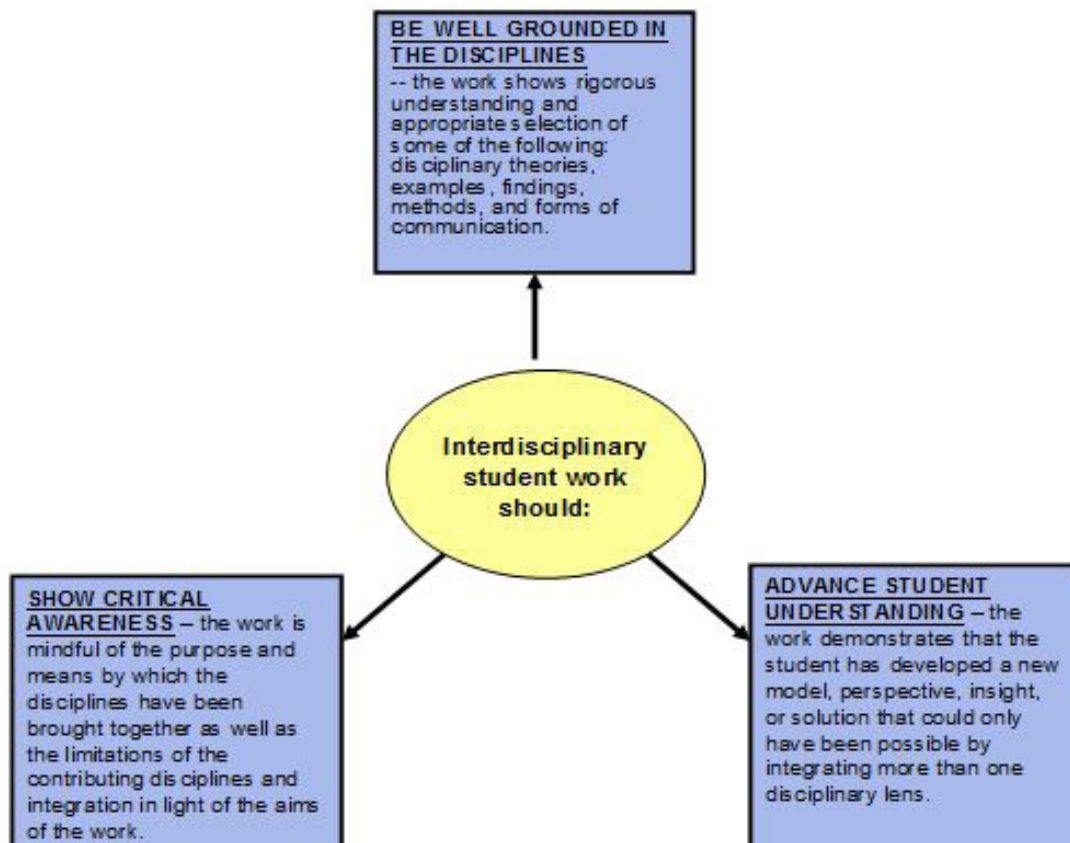 BE WELL GROUNDED IN
THE DISCIPLINES
-- the work shows rigorous
understanding and
appropriate selection of
some of the following:
disciplinary theories,
examples, findings,
methods, and forms of
communication.
Interdisciplinary
student work
should:
SHOW CRITICAL
AWARENESS – the work is
mindful of the purpose and
means by which the
disciplines have been
brought together as well as
the limitations of the
contributing disciplines and
integration in light of the aims
of the work.
ADVANCE STUDENT
UNDERSTANDING – the
work demonstrates that the
student has developed a new
model, perspective, insight,
or solution that could only
have been possible by
integrating more than one
disciplinary lens.